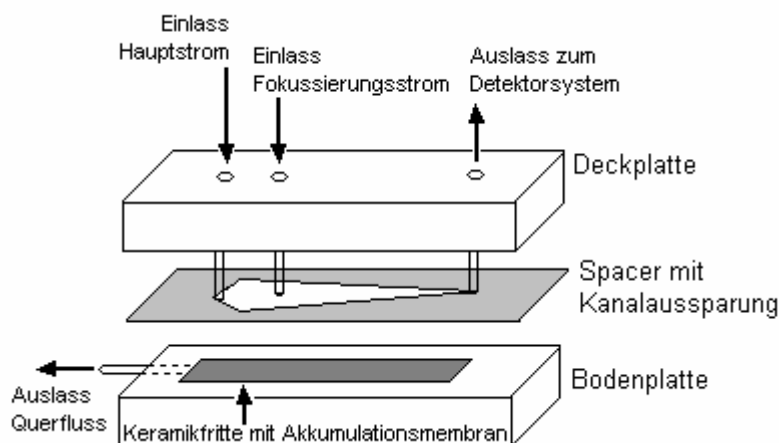 Einlass
Hauptstrom
Einlass
Fokussierungsstrom
Auslass zum
Detektorsystem
Deckplatte
Spacer mit
Kanalaussparung
Bodenplatte
Auslass
Querfluss
Keramikfritte mit Akkumulationsmembran